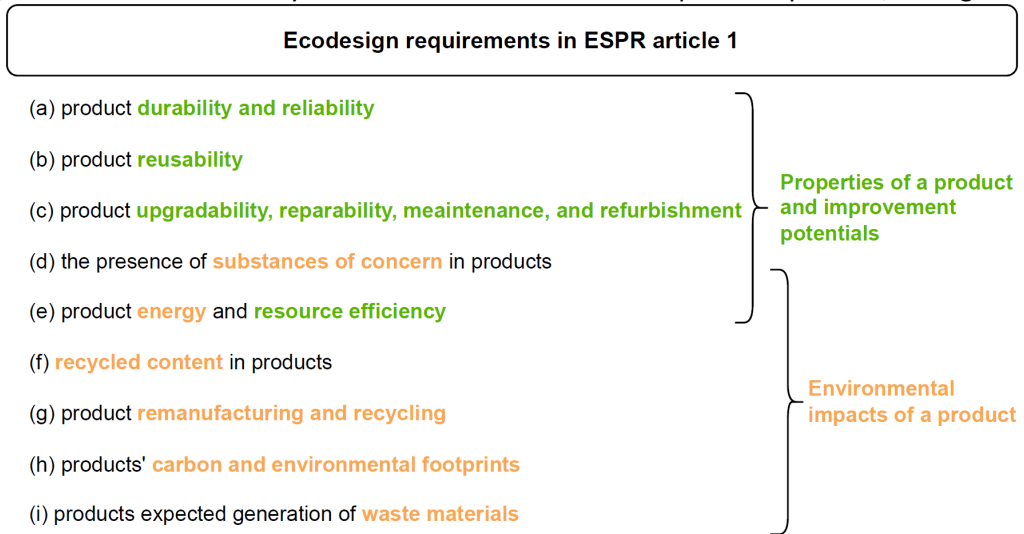 Ecodesign requirements in ESPR article 1
(a) product durability and reliability
(b) product reusability
(c) product upgradability, reparability, meaintenance, and refurbishment
(d) the presence of substances of concern in products
(e) product energy and resource efficiency
(f) recycled content in products
(g) product remanufacturing and recycling
(h) products' carbon and environmental footprints
(i) products expected generation of waste materials
Properties of a product
and improvement
potentials
Environmental
impacts of a product